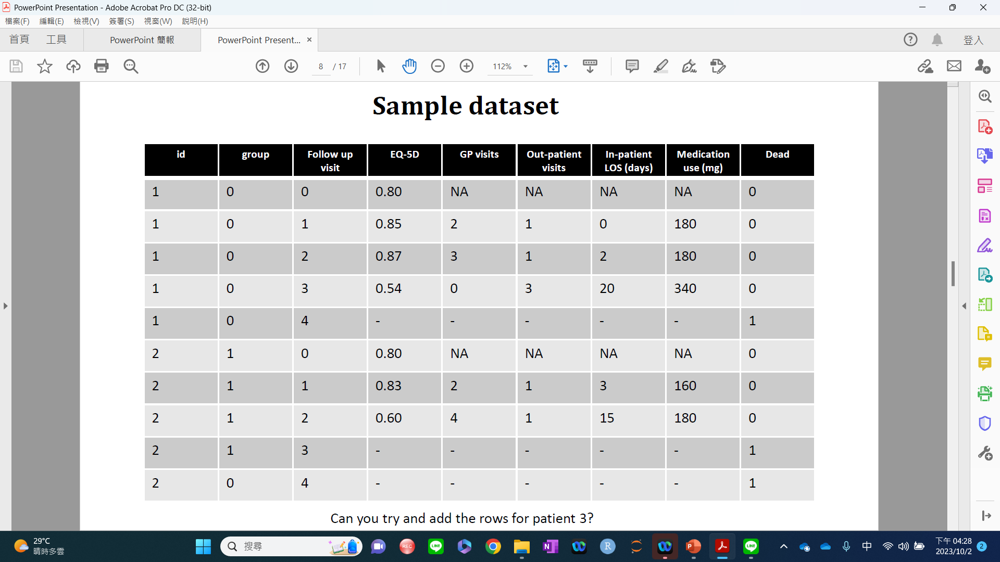 PowerPoint Presentation - Adobe Acrobat Pro DC (32-bit)
檔案(F) 編輯(E) 檢視(V) 簽署(S) 視窗(W) 說明(H)
首頁 工具 PowerPoint 簡報 PowerPoint Present... 登入
8 / 17 112%
Sample dataset
id group Follow up visit EQ-5D GP visits Out-patient visits In-patient LOS (days) Medication use (mg) Dead
1 0 0 0.80 NA NA NA NA 0
1 0 1 0.85 2 1 0 180 0
1 0 2 0.87 3 1 2 180 0
1 0 3 0.54 0 3 20 340 0
1 0 4 - - - - - 1
2 1 0 0.80 NA NA NA NA 0
2 1 1 0.83 2 1 3 160 0
2 1 2 0.60 4 1 15 180 0
2 1 3 - - - - - 1
2 0 4 - - - - - 1
Can you try and add the rows for patient 3?
29°C
晴時多雲
搜尋
REC
LINE
N
R
P
LINE
中
下午 04:28
2023/10/2
2